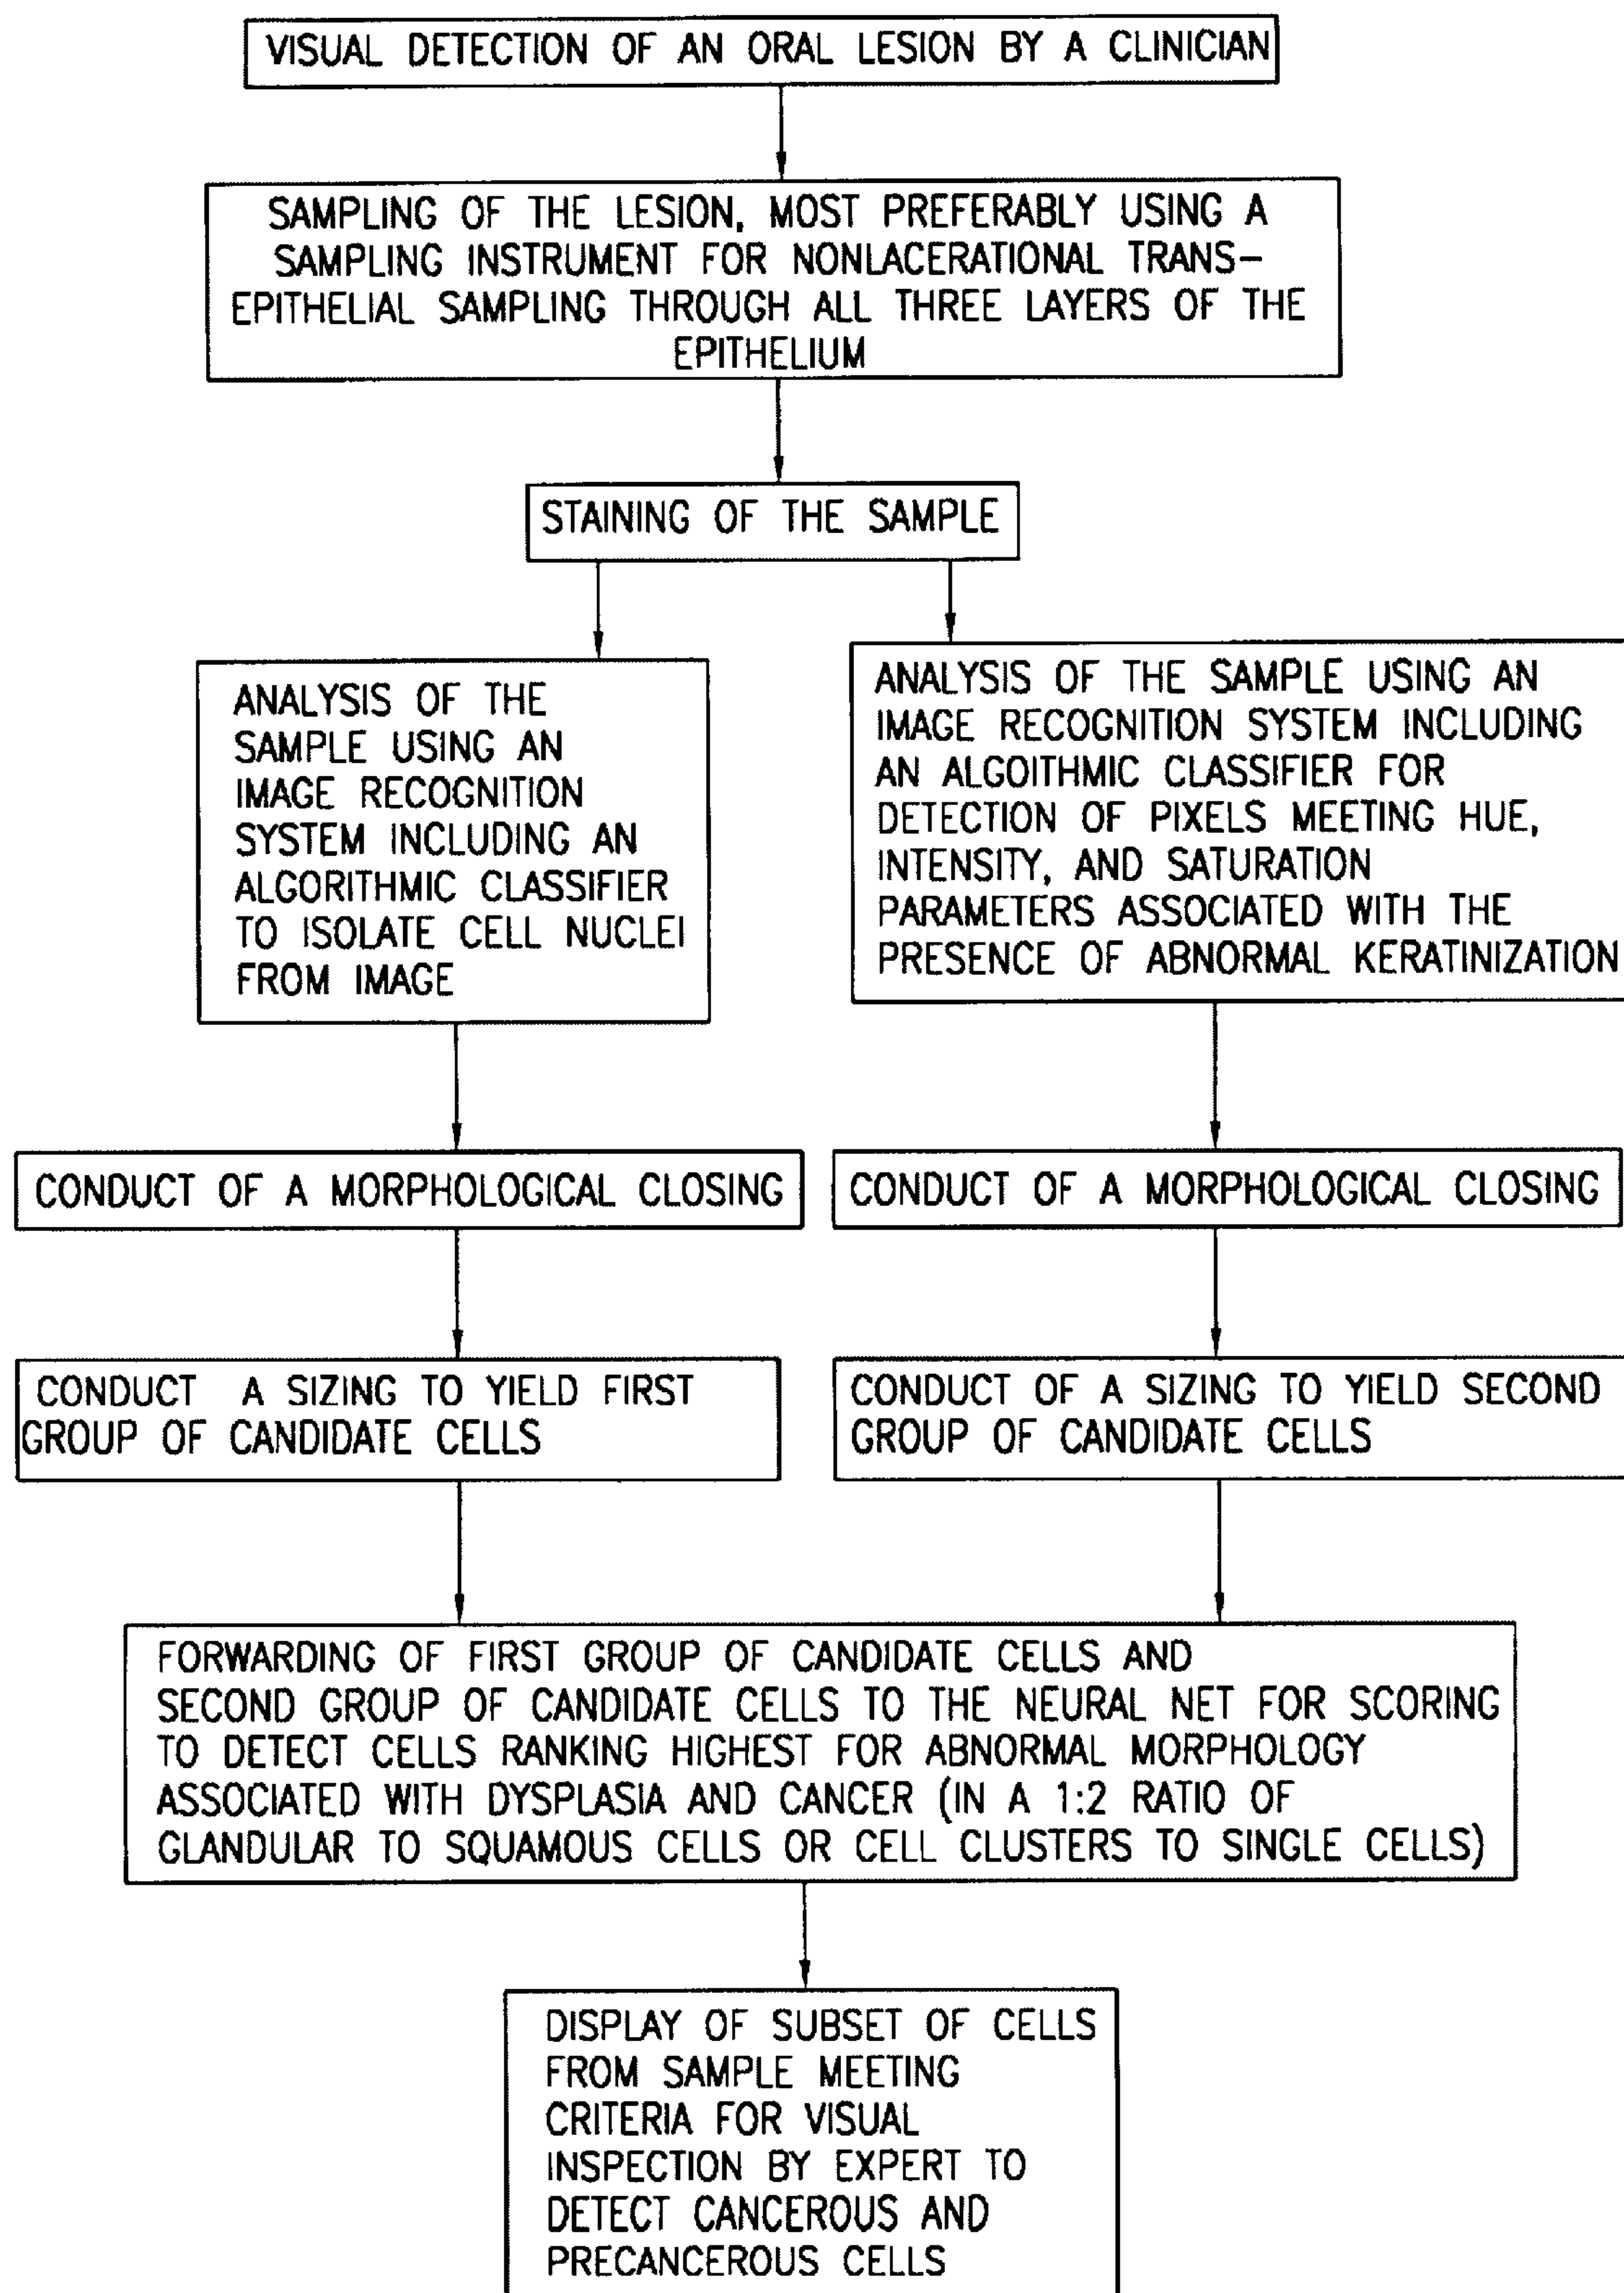 VISUAL DETECTION OF AN ORAL LESION BY A CLINICIAN
SAMPLING OF THE LESION, MOST PREFERABLY USING A
SAMPLING INSTRUMENT FOR NONLACERATIONAL TRANS-
EPITHELIAL SAMPLING THROUGH ALL THREE LAYERS OF THE
EPITHELIUM
STAINING OF THE SAMPLE
ANALYSIS OF THE
SAMPLE USING AN
IMAGE RECOGNITION
SYSTEM INCLUDING AN
ALGORITHMIC CLASSIFIER
TO ISOLATE CELL NUCLEI
FROM IMAGE
ANALYSIS OF THE SAMPLE USING AN
IMAGE RECOGNITION SYSTEM INCLUDING
AN ALGOITHMIC CLASSIFIER FOR
DETECTION OF PIXELS MEETING HUE,
INTENSITY, AND SATURATION
PARAMETERS ASSOCIATED WITH THE
PRESENCE OF ABNORMAL KERATINIZATION
CONDUCT OF A MORPHOLOGICAL CLOSING
CONDUCT OF A MORPHOLOGICAL CLOSING
CONDUCT A SIZING TO YIELD FIRST
GROUP OF CANDIDATE CELLS
CONDUCT OF A SIZING TO YIELD SECOND
GROUP OF CANDIDATE CELLS
FORWARDING OF FIRST GROUP OF CANDIDATE CELLS AND
SECOND GROUP OF CANDIDATE CELLS TO THE NEURAL NET FOR SCORING
TO DETECT CELLS RANKING HIGHEST FOR ABNORMAL MORPHOLOGY
ASSOCIATED WITH DYSPLASIA AND CANCER (IN A 1:2 RATIO OF
GLANDULAR TO SQUAMOUS CELLS OR CELL CLUSTERS TO SINGLE CELLS)
DISPLAY OF SUBSET OF CELLS
FROM SAMPLE MEETING
CRITERIA FOR VISUAL
INSPECTION BY EXPERT TO
DETECT CANCEROUS AND
PRECANCEROUS CELLS